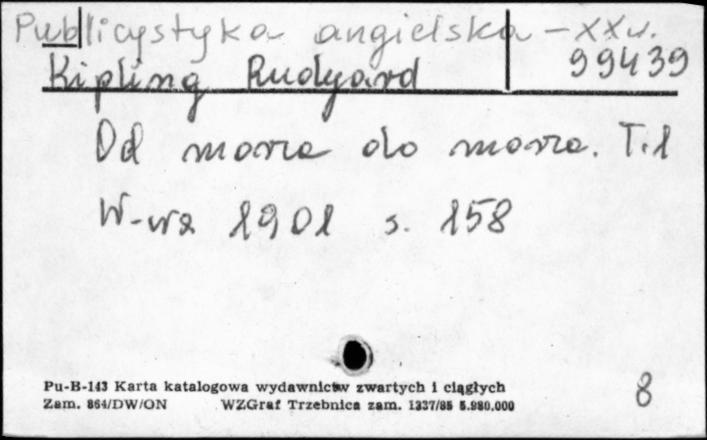 Publicystyka angielska - XX w.
Kipling Rudyard 99439
Od morza do morza. T.1
W-wa 1901 s. 158
Pu-B-143 Karta katalogowa wydawnictw zwartych i ciągłych
Zam. 864/DW/ON WZGraf Trzebnica zam. 1337/85 5.980.000
8